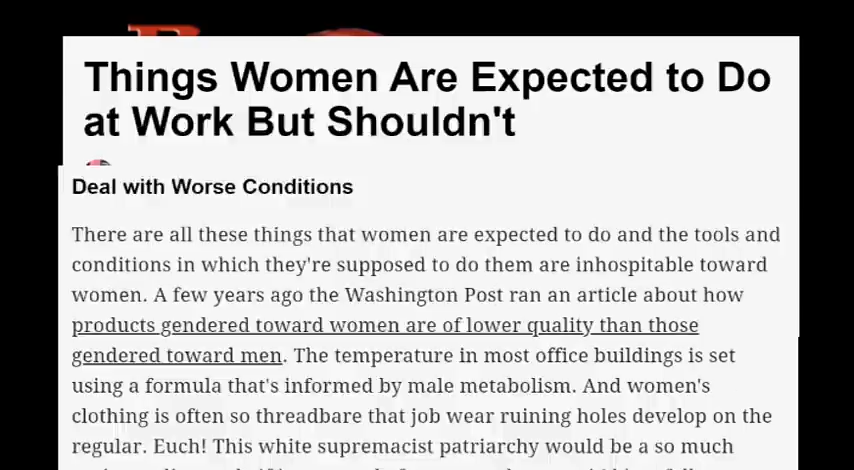 Things Women Are Expected to Do
at Work But Shouldn't
Deal with Worse Conditions
There are all these things that women are expected to do and the tools and
conditions in which they're supposed to do them are inhospitable toward
women. A few years ago the Washington Post ran an article about how
products gendered toward women are of lower quality than those
gendered toward men. The temperature in most office buildings is set
using a formula that's informed by male metabolism. And women's
clothing is often so threadbare that job wear ruining holes develop on the
regular. Euch! This white supremacist patriarchy would be a so much